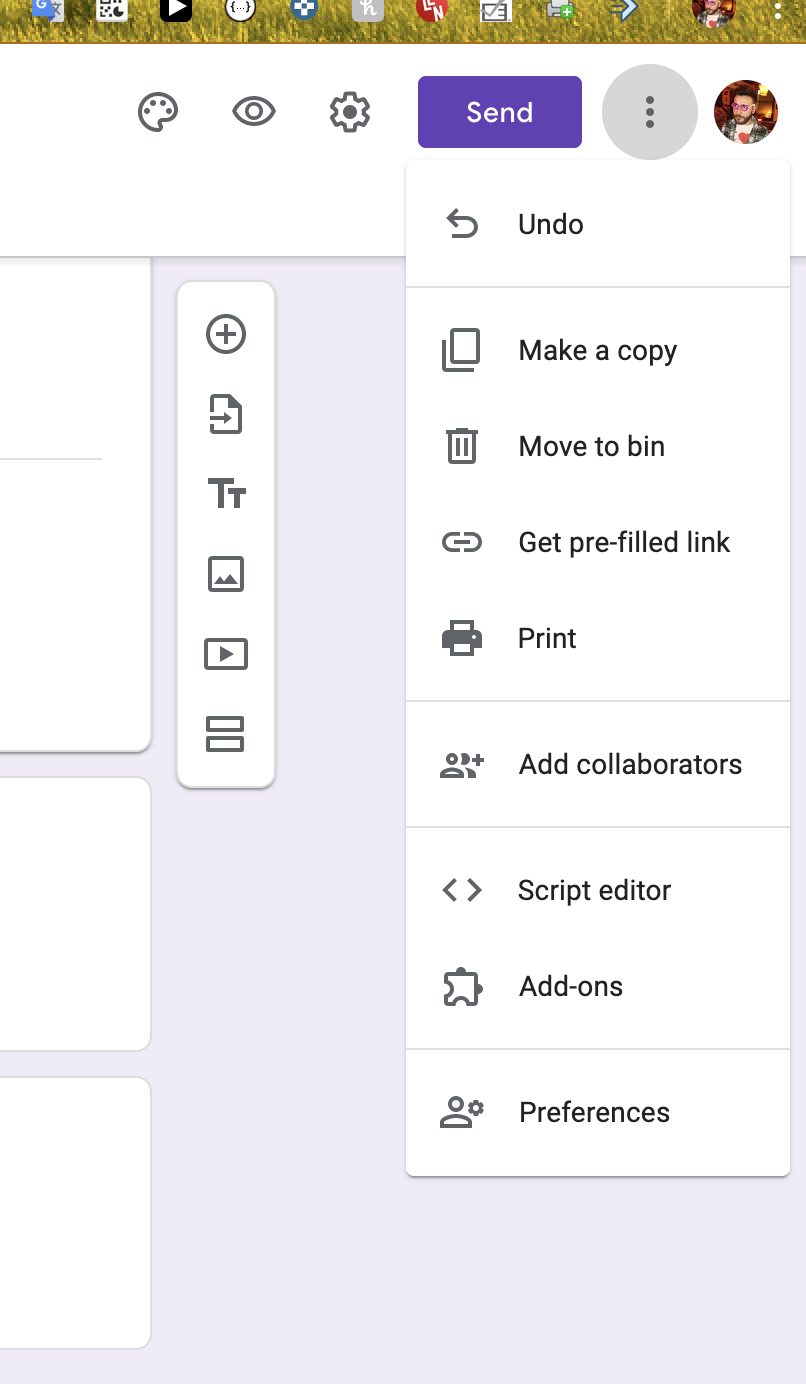 Send
Undo
Make a copy
Move to bin
Get pre-filled link
Print
Add collaborators
Script editor
Add-ons
Preferences